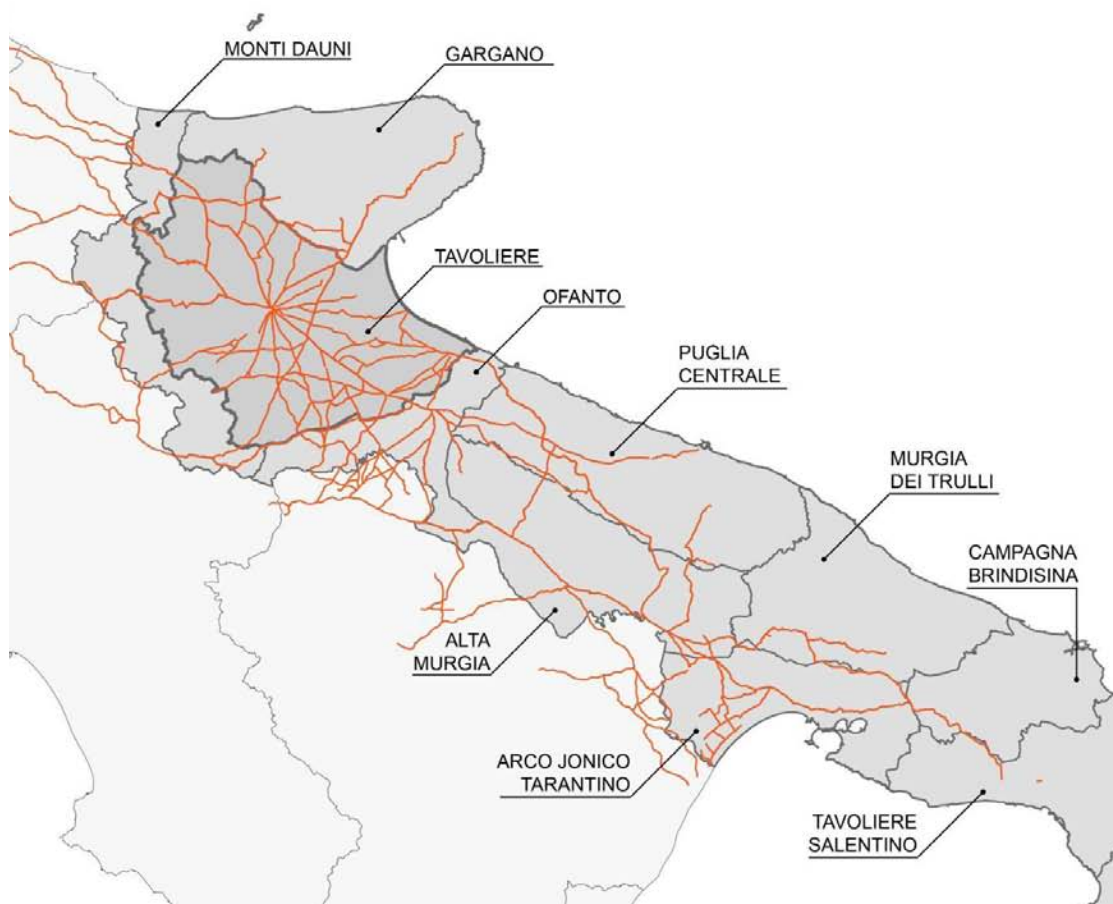 MONTI DAUNI
GARGANO
TAVOLIERE
OFANTO
PUGLIA
CENTRALE
MURGIA
DEI TRULLI
CAMPAGNA
BRINDISINA
ALTA
MURGIA
ARCO JONICO
TARANTINO
TAVOLIERE
SALENTINO